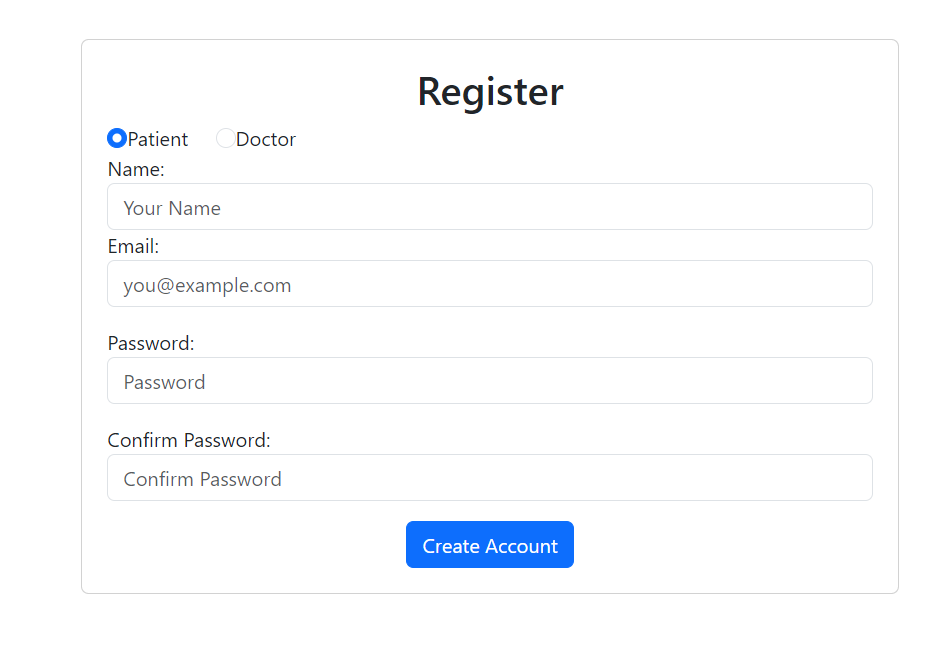 Register
Patient Doctor
Name:
Your Name
Email:
you@example.com
Password:
Password
Confirm Password:
Confirm Password
Create Account